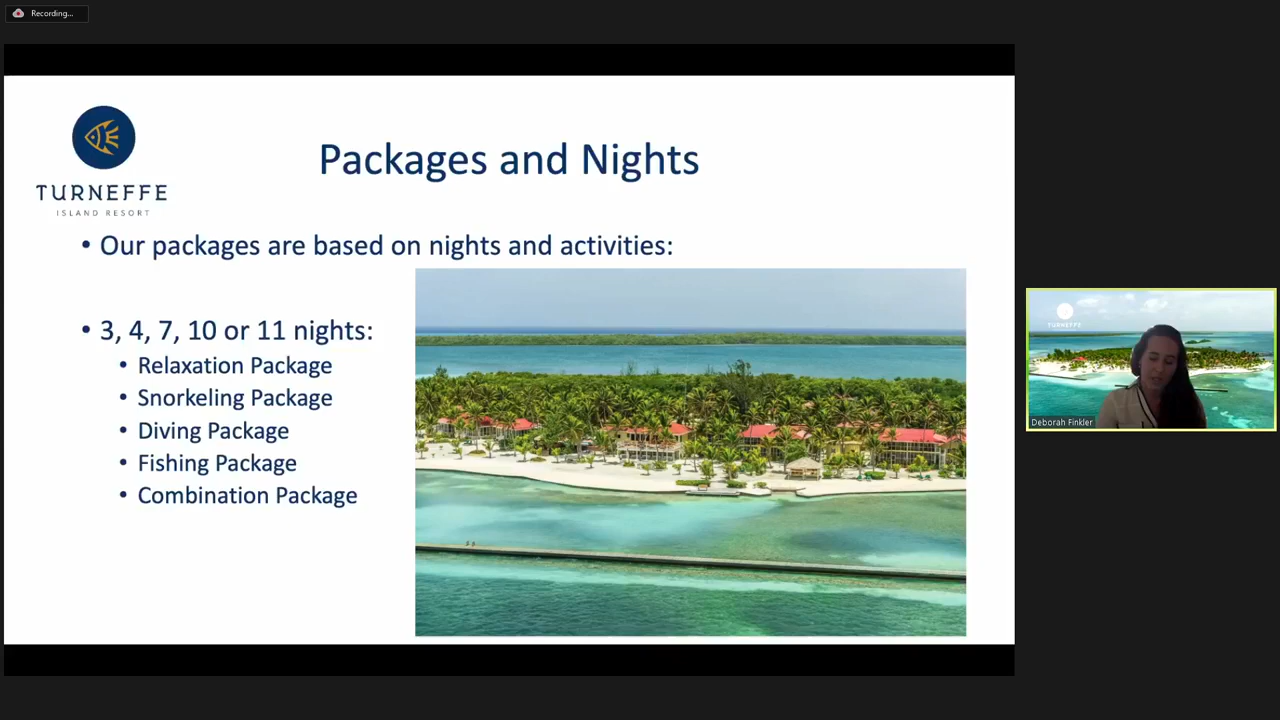 Recording...
TURNEFFE
ISLAND RESORT
Packages and Nights
• Our packages are based on nights and activities:
• 3, 4, 7, 10 or 11 nights:
• Relaxation Package
• Snorkeling Package
• Diving Package
• Fishing Package
• Combination Package
TURNEFFE
Deborah Finkler